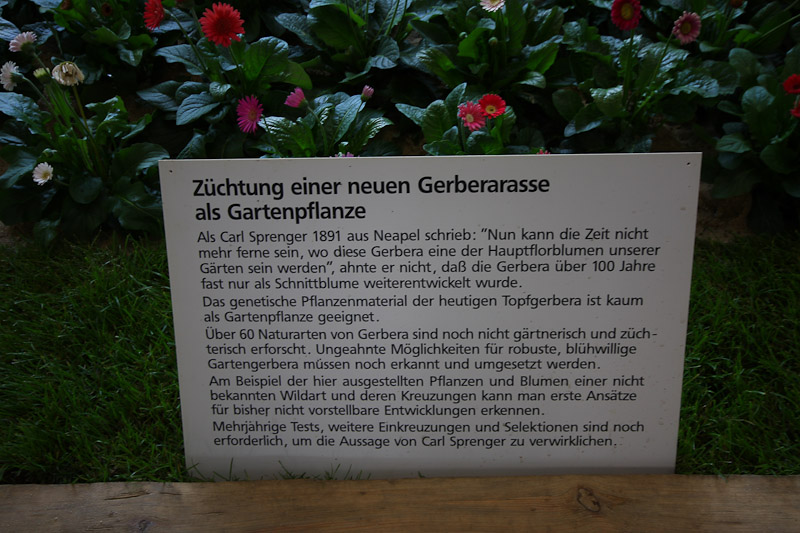 Züchtung einer neuen Gerberarasse
als Gartenpflanze
Als Carl Sprenger 1891 aus Neapel schrieb: "Nun kann die Zeit nicht
mehr ferne sein, wo diese Gerbera eine der Hauptflorblumen unserer
Gärten sein werden", ahnte er nicht, daß die Gerbera über 100 Jahre
fast nur als Schnittblume weiterentwickelt wurde.
Das genetische Pflanzenmaterial der heutigen Topfgerbera ist kaum
als Gartenpflanze geeignet.
Über 60 Naturarten von Gerbera sind noch nicht gärtnerisch und züch-
terisch erforscht. Ungeahnte Möglichkeiten für robuste, blühwillige
Gartengerbera müssen noch erkannt und umgesetzt werden.
Am Beispiel der hier ausgestellten Pflanzen und Blumen einer nicht
bekannten Wildart und deren Kreuzungen kann man erste Ansätze
für bisher nicht vorstellbare Entwicklungen erkennen.
Mehrjährige Tests, weitere Einkreuzungen und Selektionen sind noch
erforderlich, um die Aussage von Carl Sprenger zu verwirklichen.